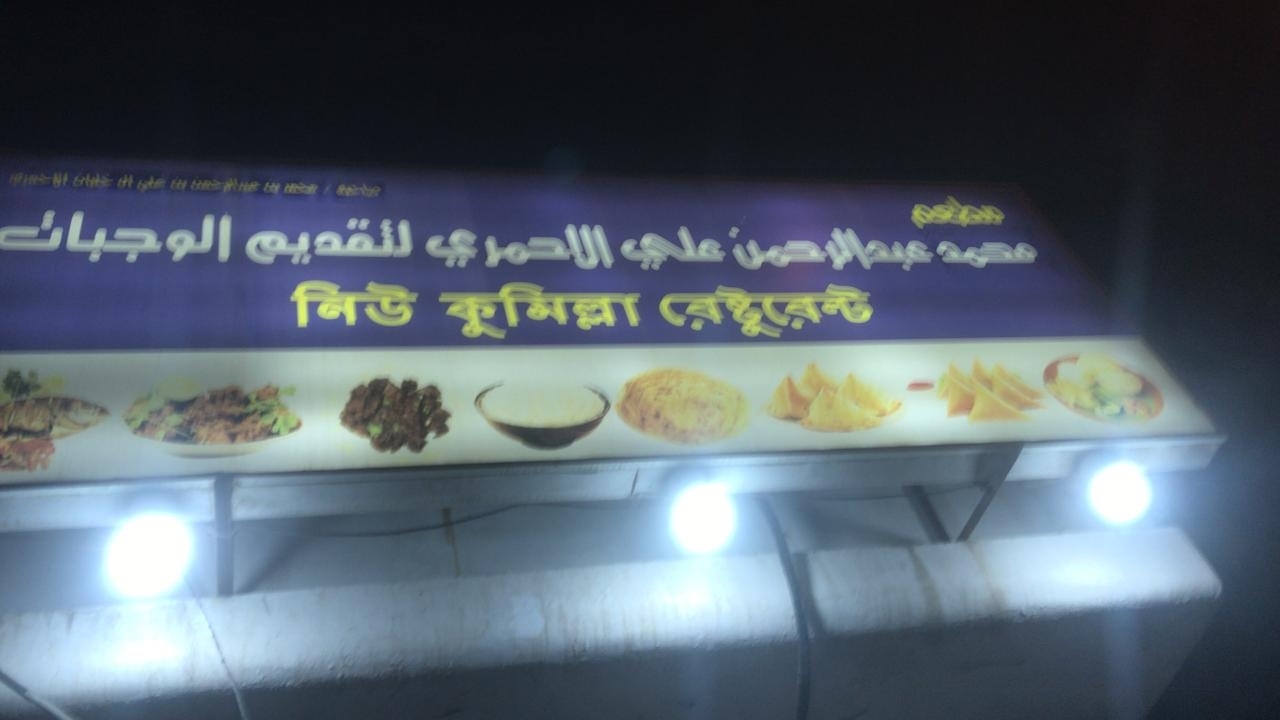 مطعم
محمد عبدالرحمن علي الاحمري لتقديم الوجبات
নিউ কুমিল্লা রেষ্টুরেন্ট